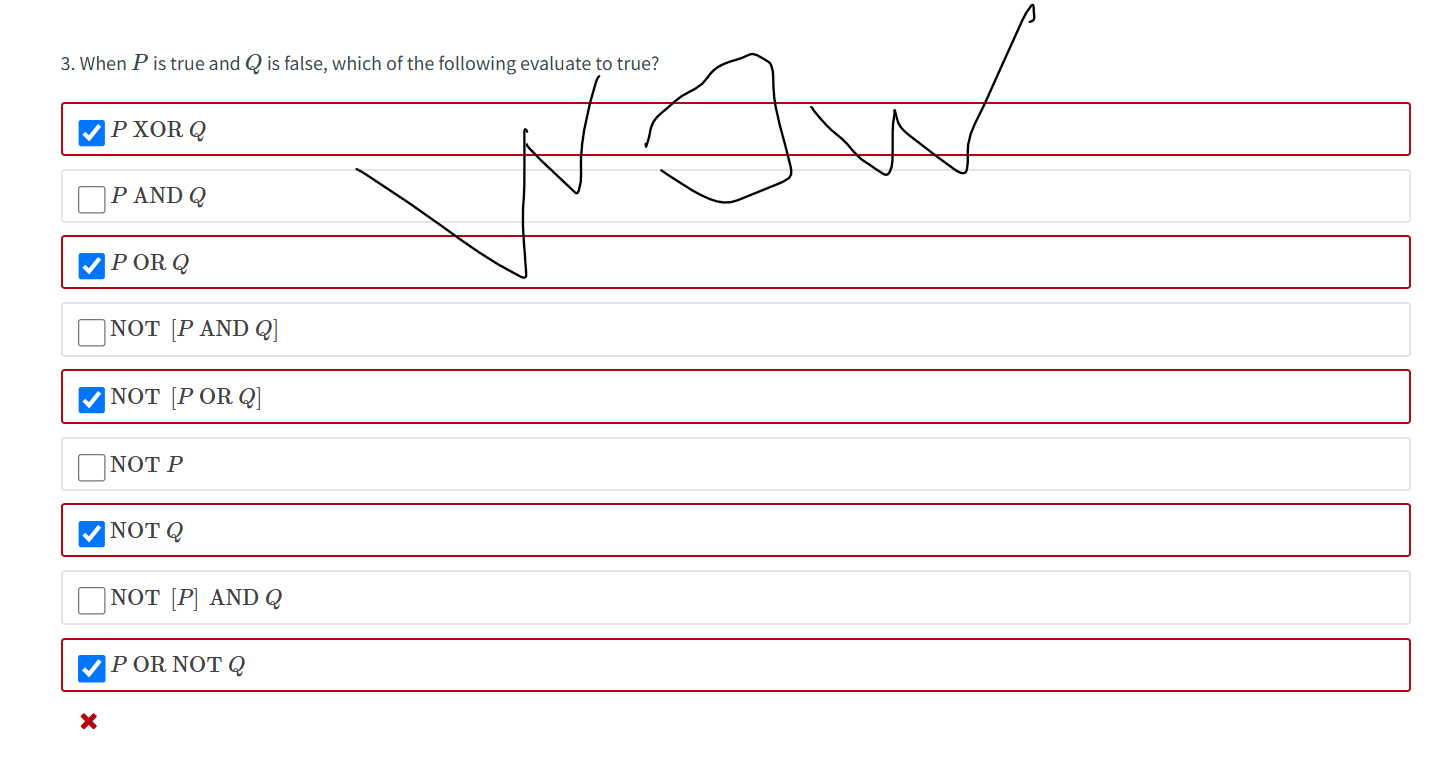 3. When P is true and Q is false, which of the following evaluate to true?
P XOR Q
P AND Q
P OR Q
NOT [P AND Q]
NOT [P OR Q]
NOT P
NOT Q
NOT [P] AND Q
P OR NOT Q